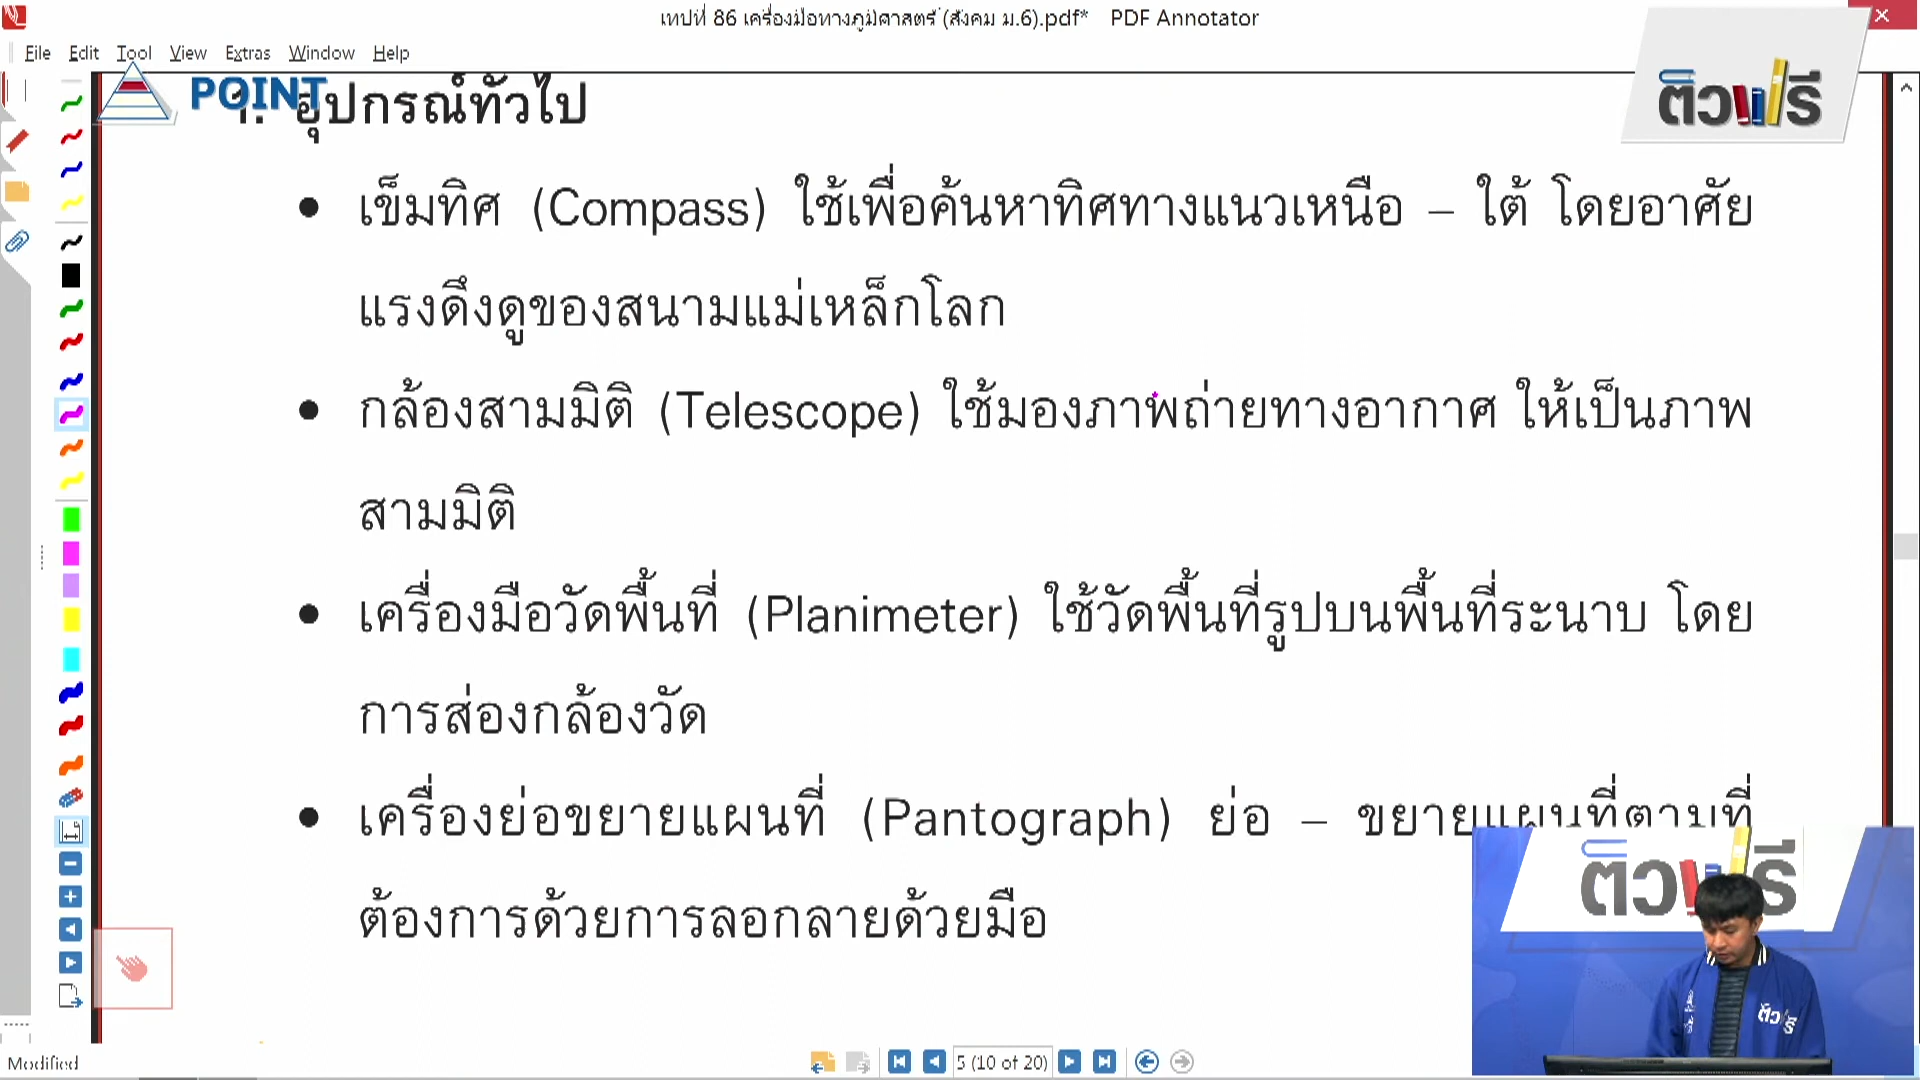 เทปที่ 86 เครื่องมือทางภูมิศาสตร์ (สังคม ม.6).pdf* PDF Annotator
File Edit Tool View Extras Window Help
POINT
1. อุปกรณ์ทั่วไป
ติวฟรี
• เข็มทิศ (Compass) ใช้เพื่อค้นหาทิศทางแนวเหนือ – ใต้ โดยอาศัย
แรงดึงดูของสนามแม่เหล็กโลก
• กล้องสามมิติ (Telescope) ใช้มองภาพถ่ายทางอากาศ ให้เป็นภาพ
สามมิติ
• เครื่องมือวัดพื้นที่ (Planimeter) ใช้วัดพื้นที่รูปบนพื้นที่ระนาบ โดย
การส่องกล้องวัด
• เครื่องย่อขยายแผนที่ (Pantograph) ย่อ – ขยายแผนที่ตามที่
ต้องการด้วยการลอกลายด้วยมือ
ติวฟรี
ติวฟรี
Modified
5 (10 of 20)